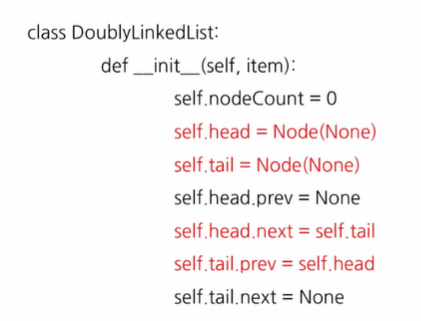 class DoublyLinkedList:
def __init__(self, item):
self.nodeCount = 0
self.head = Node(None)
self.tail = Node(None)
self.head.prev = None
self.head.next = self.tail
self.tail.prev = self.head
self.tail.next = None